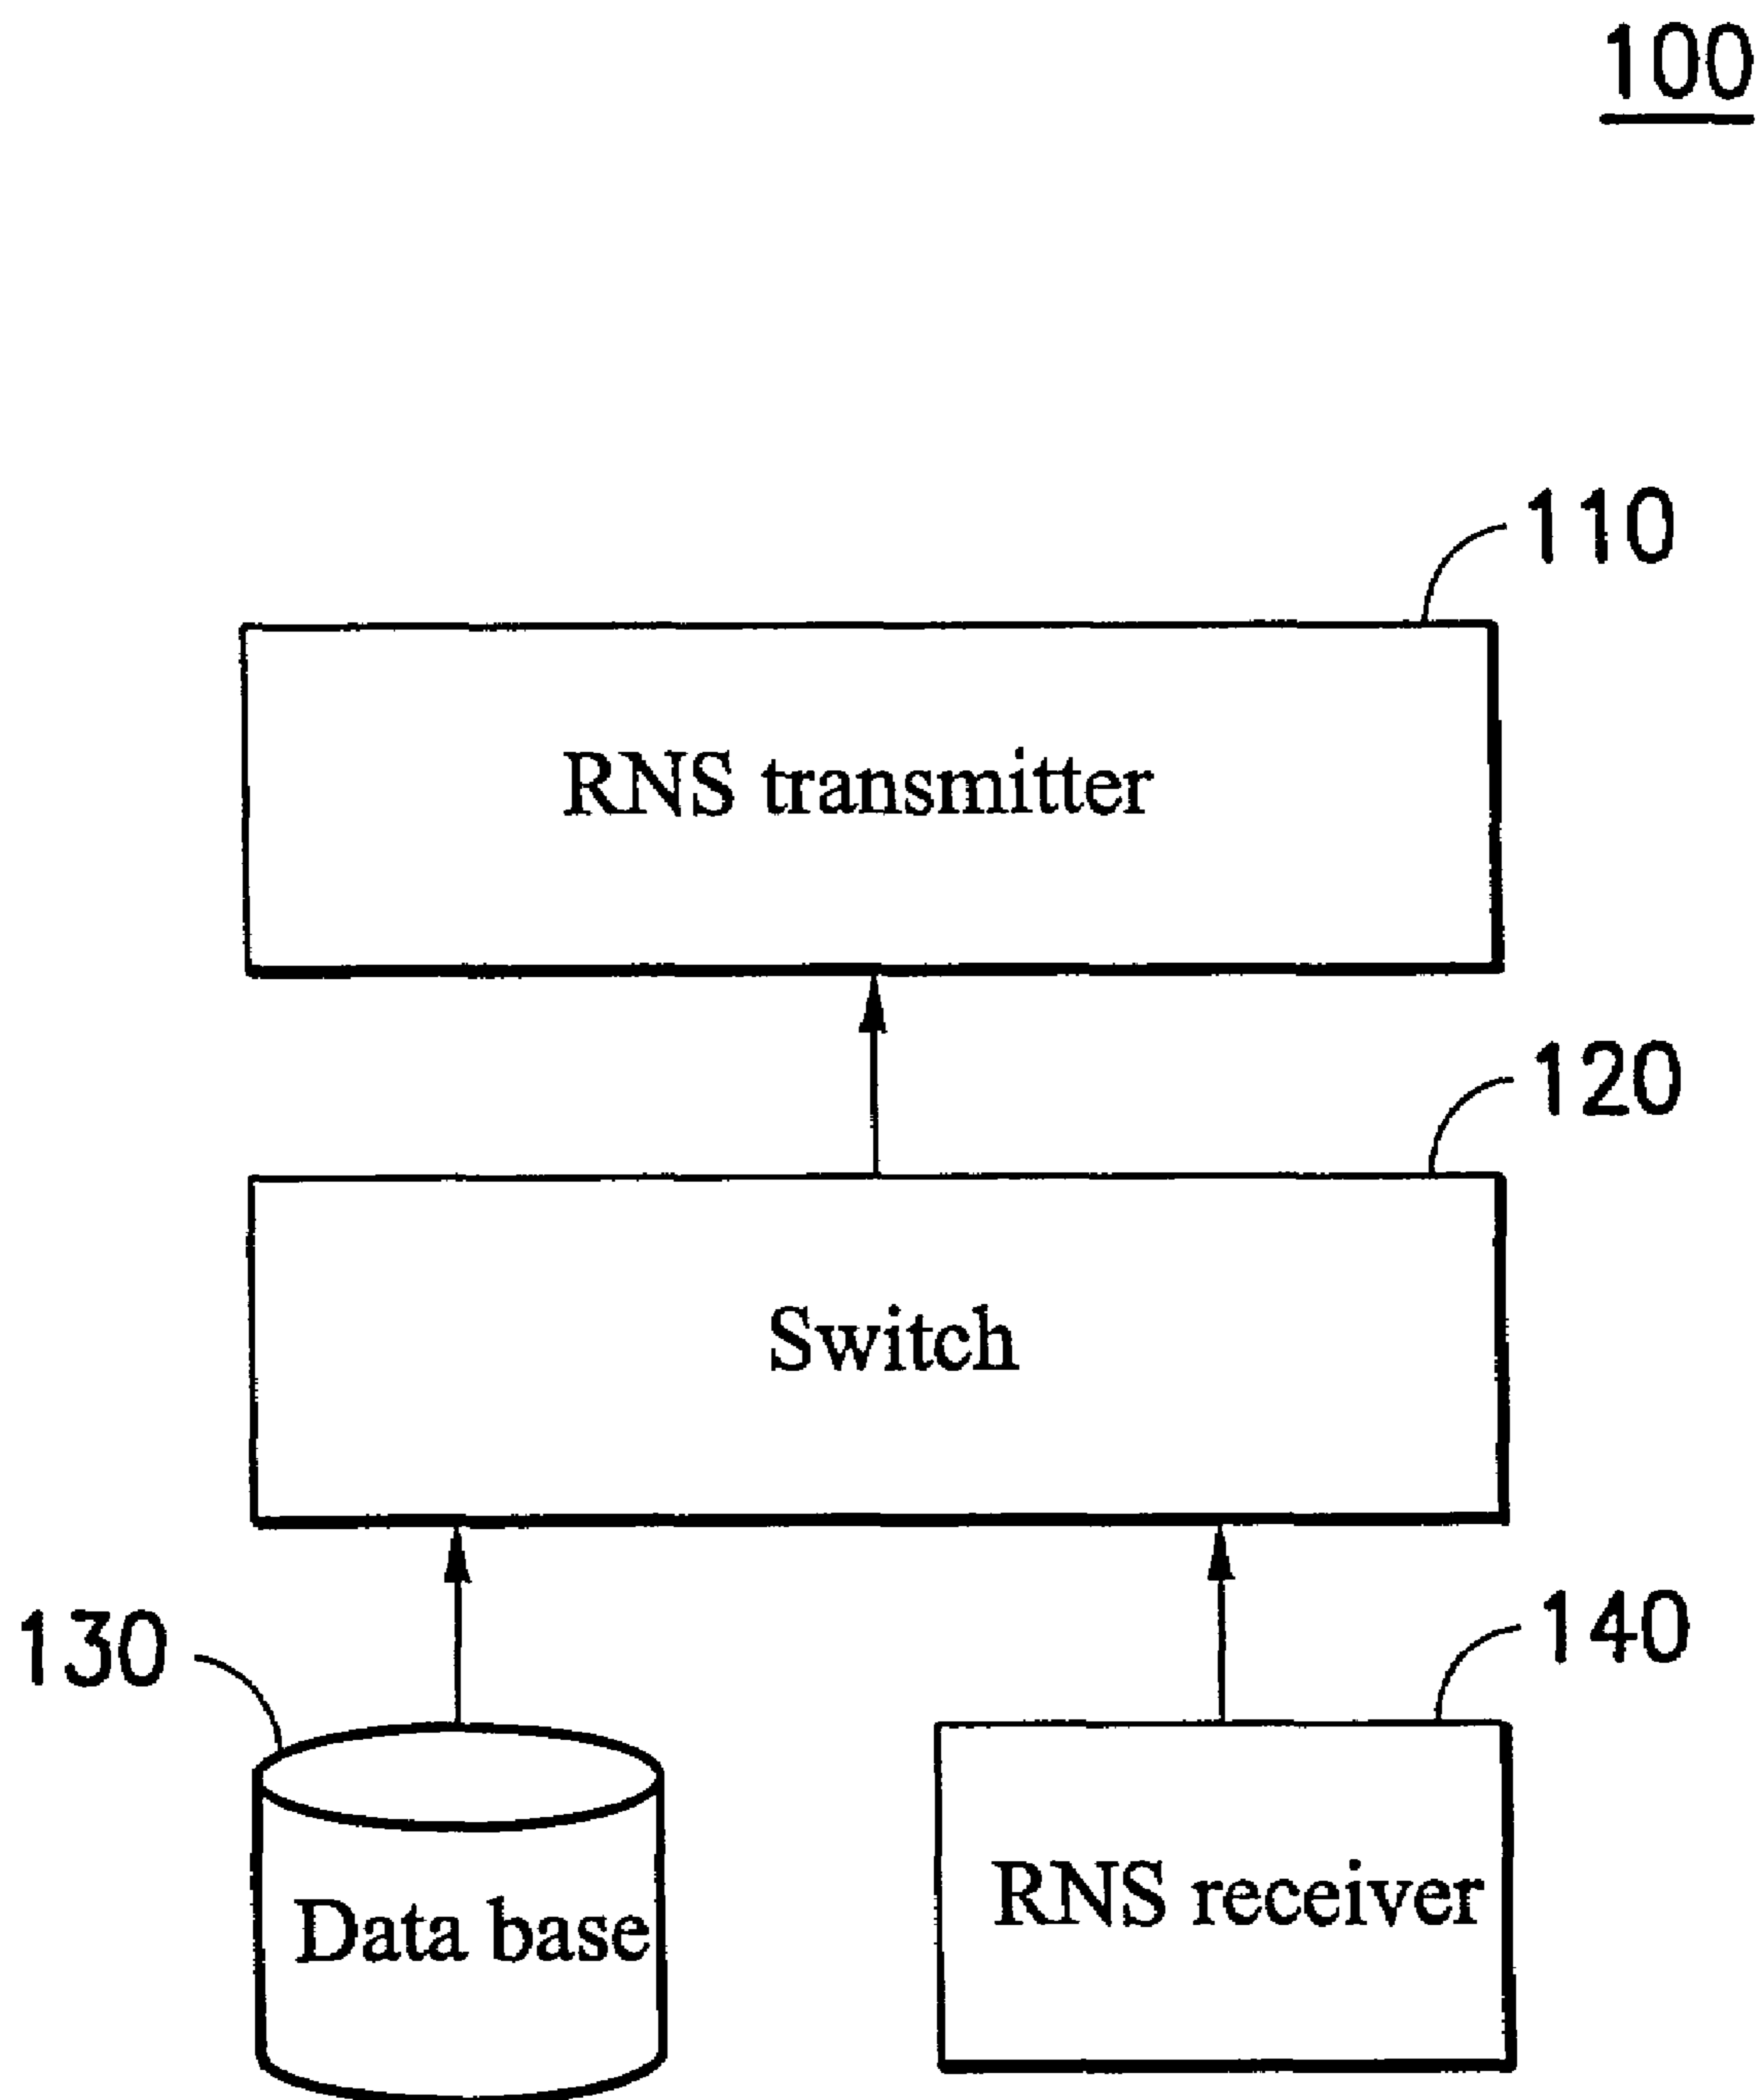 100
110
RNS transmitter
120
Switch
130
140
Data base
RNS receiver